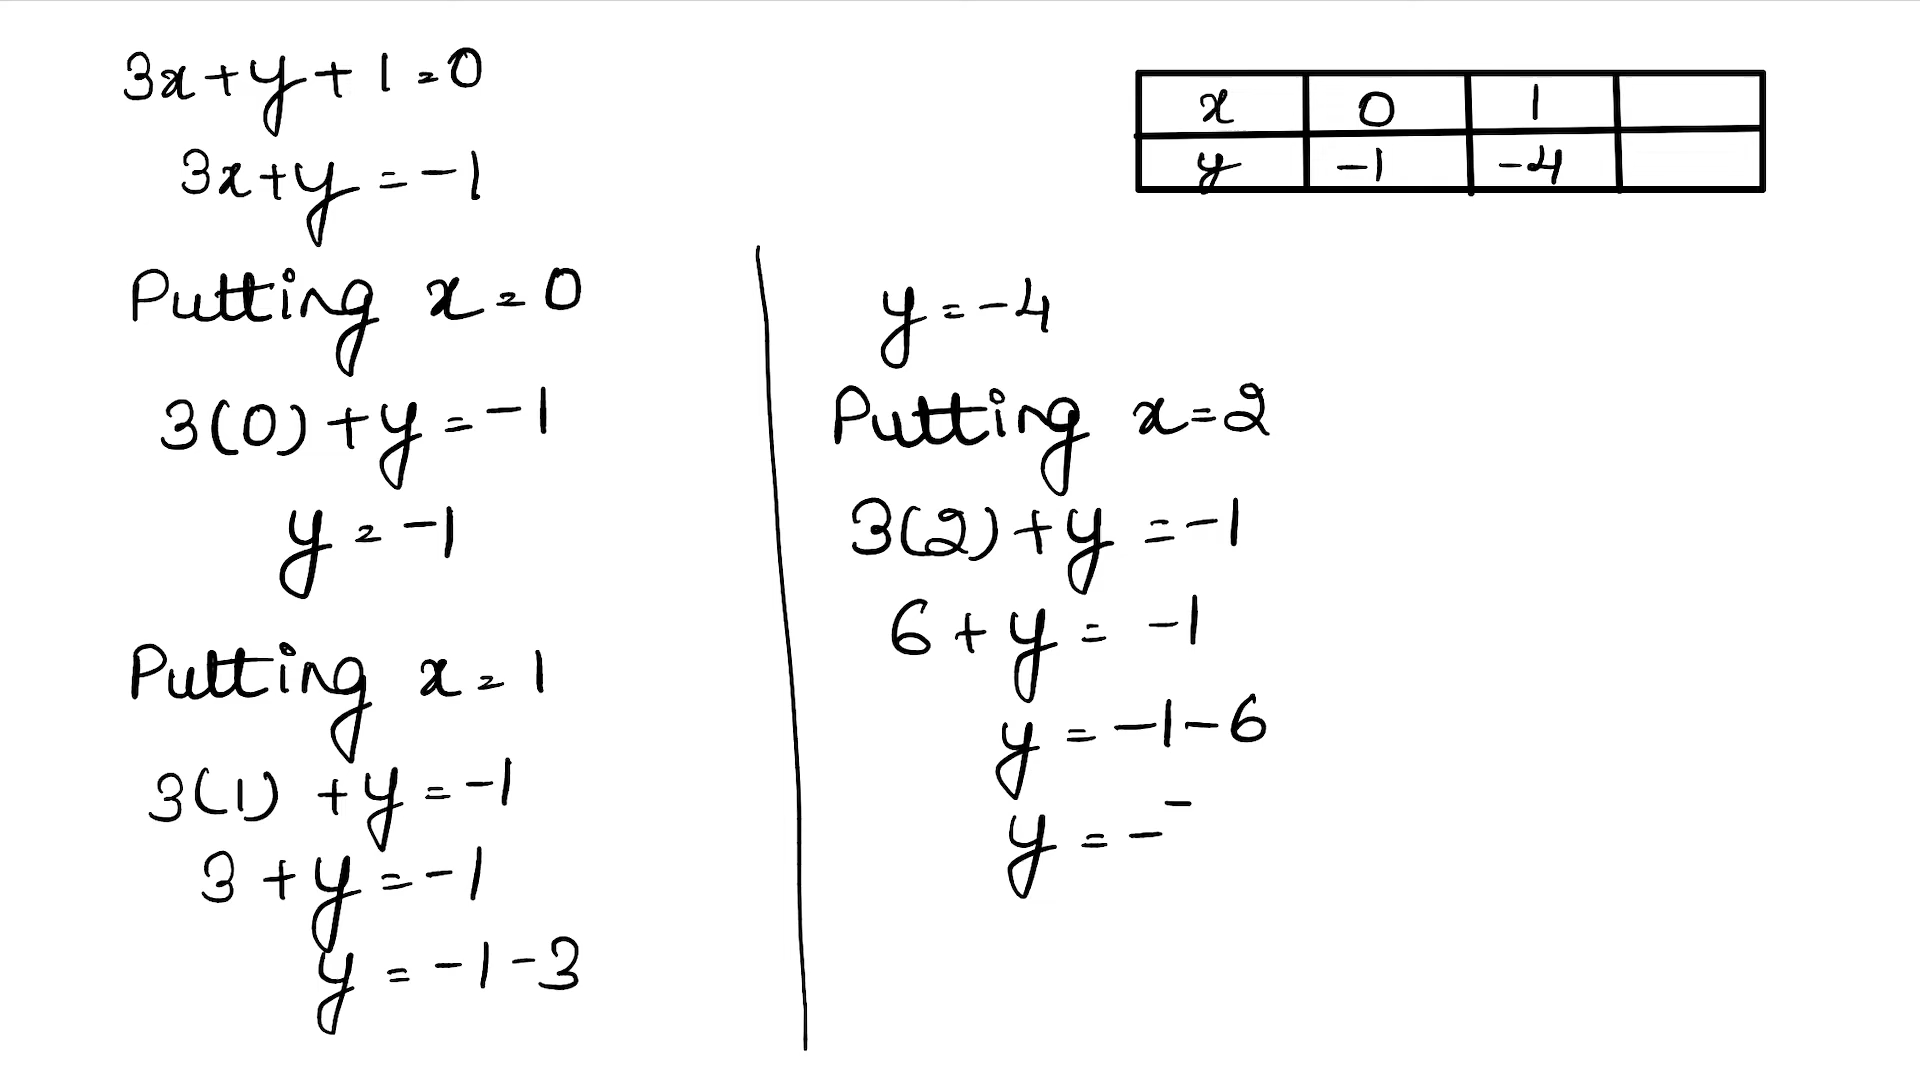 3x+y+1=0
3x+y=-1
Putting x=0
3(0)+y=-1
y=-1
Putting x=1
3(1)+y=-1
3+y=-1
y=-1-3
y=-4
Putting x=2
3(2)+y=-1
6+y=-1
y=-1-6
y=-
x 0 1
y -1 -4